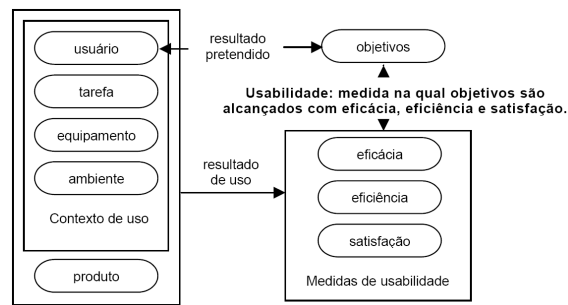 usuário
tarefa
equipamento
ambiente
Contexto de uso
produto
resultado
pretendido
objetivos
Usabilidade: medida na qual objetivos são
alcançados com eficácia, eficiência e satisfação.
resultado
de uso
eficácia
eficiência
satisfação
Medidas de usabilidade